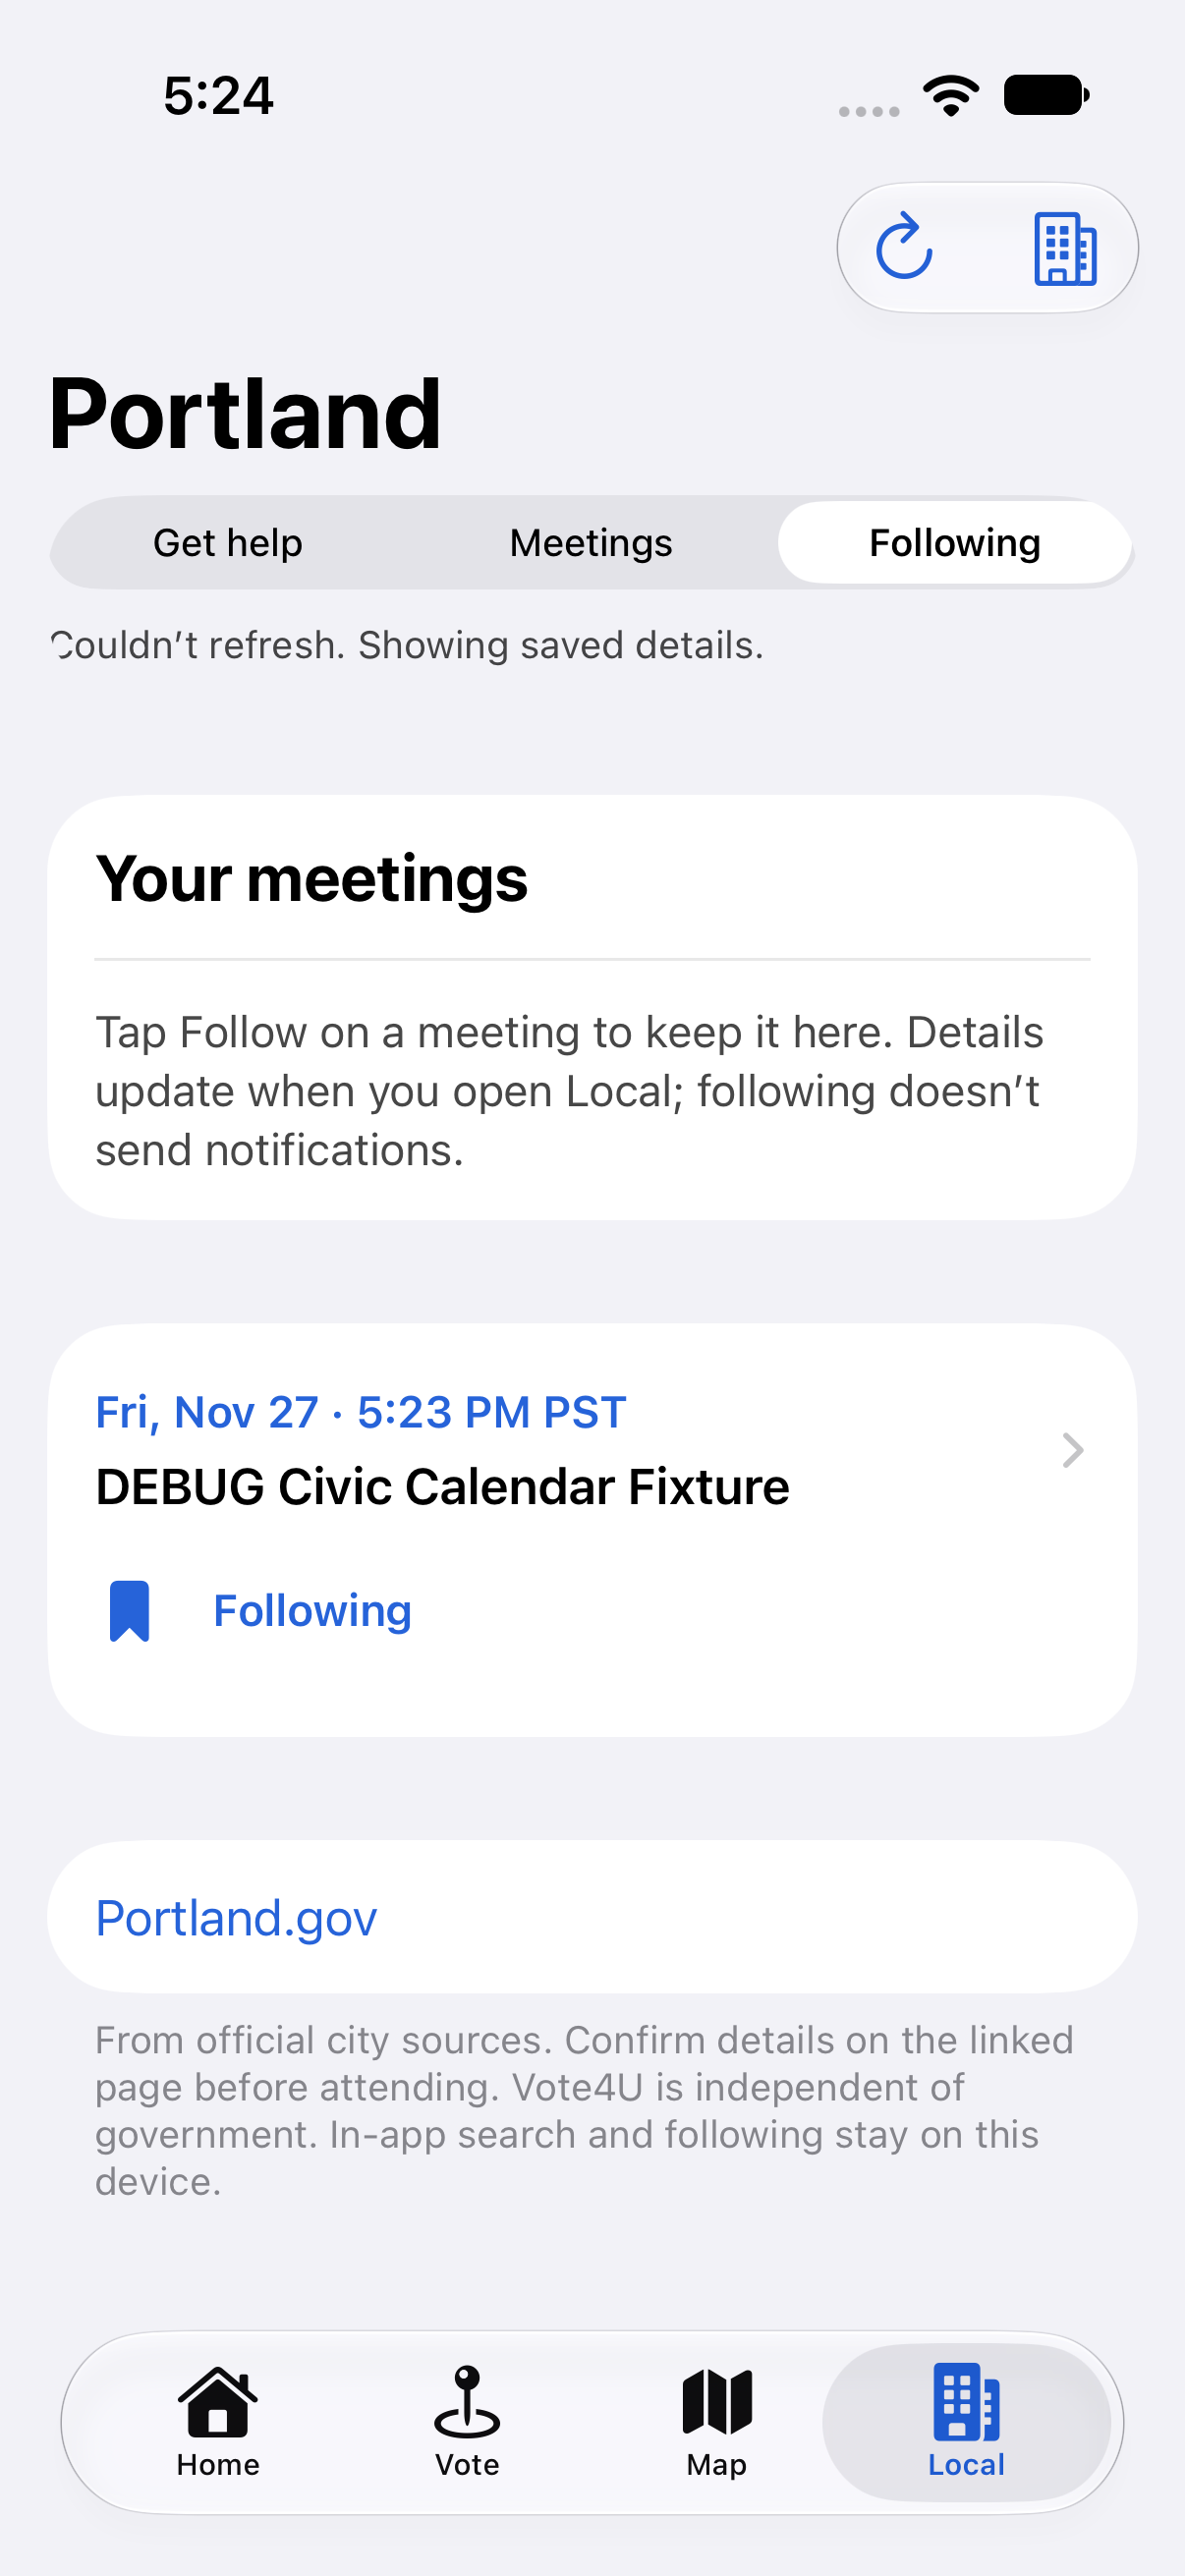 5:24
Portland
Get help
Meetings
Following
Couldn’t refresh. Showing saved details.
Your meetings
Tap Follow on a meeting to keep it here. Details
update when you open Local; following doesn’t
send notifications.
Fri, Nov 27 · 5:23 PM PST
DEBUG Civic Calendar Fixture
Following
Portland.gov
From official city sources. Confirm details on the linked
page before attending. Vote4U is independent of
government. In-app search and following stay on this
device.
Home
Vote
Map
Local